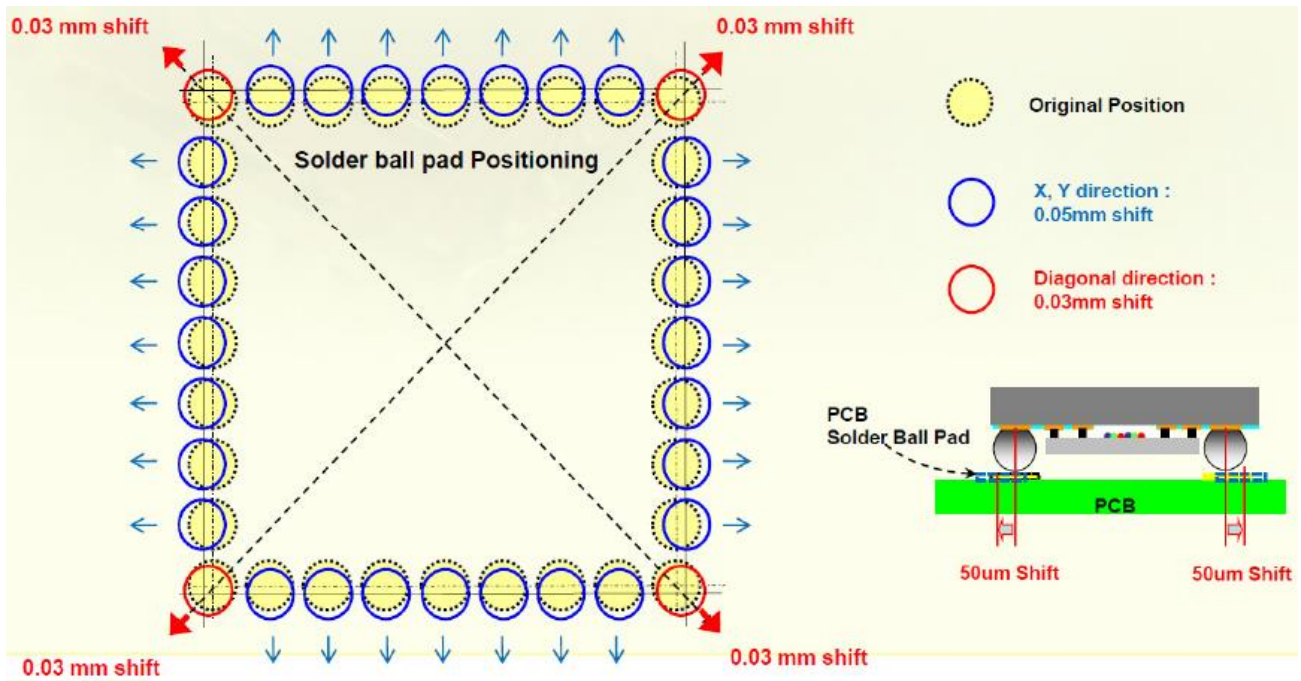 0.03 mm shift
0.03 mm shift
Original Position
Solder ball pad Positioning
X, Y direction :
0.05mm shift
Diagonal direction :
0.03mm shift
PCB
Solder Ball Pad
PCB
50um Shift
50um Shift
0.03 mm shift
0.03 mm shift